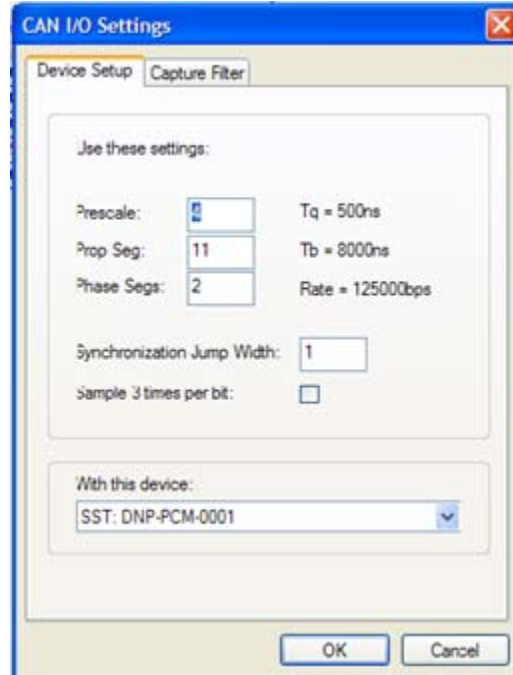 CAN I/O Settings
Device Setup Capture Filter
Use these settings:
Prescale: 4 Tq = 500ns
Prop Seg: 11 Tb = 8000ns
Phase Segs: 2 Rate = 125000bps
Synchronization Jump Width: 1
Sample 3 times per bit:
With this device:
SST: DNP-PCM-0001
OK Cancel